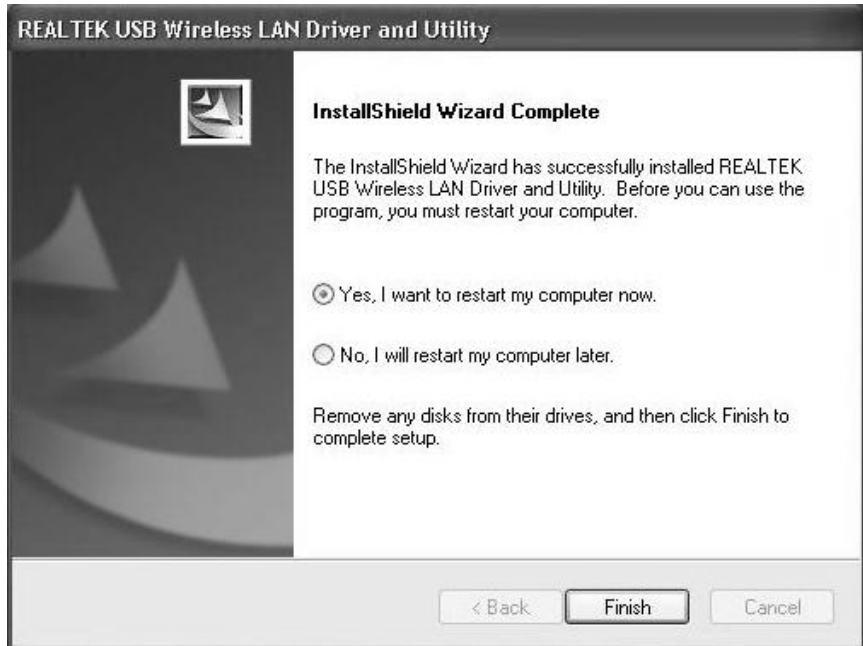 REALTEK USB Wireless LAN Driver and Utility
InstallShield Wizard Complete
The InstallShield Wizard has successfully installed REALTEK
USB Wireless LAN Driver and Utility.  Before you can use the
program, you must restart your computer.
Yes, I want to restart my computer now.
No, I will restart my computer later.
Remove any disks from their drives, and then click Finish to
complete setup.
< Back Finish Cancel